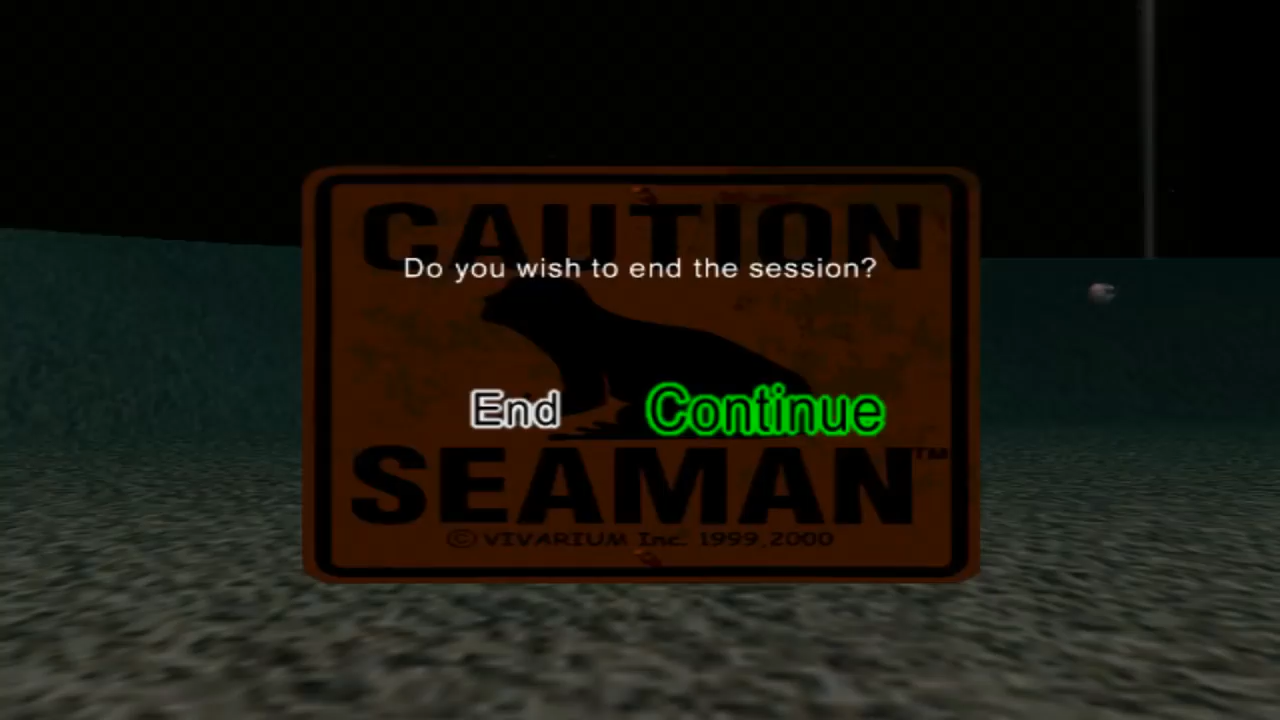 CAUTION
Do you wish to end the session?
End Continue
SEAMAN™
© VIVARIUM Inc. 1999,2000